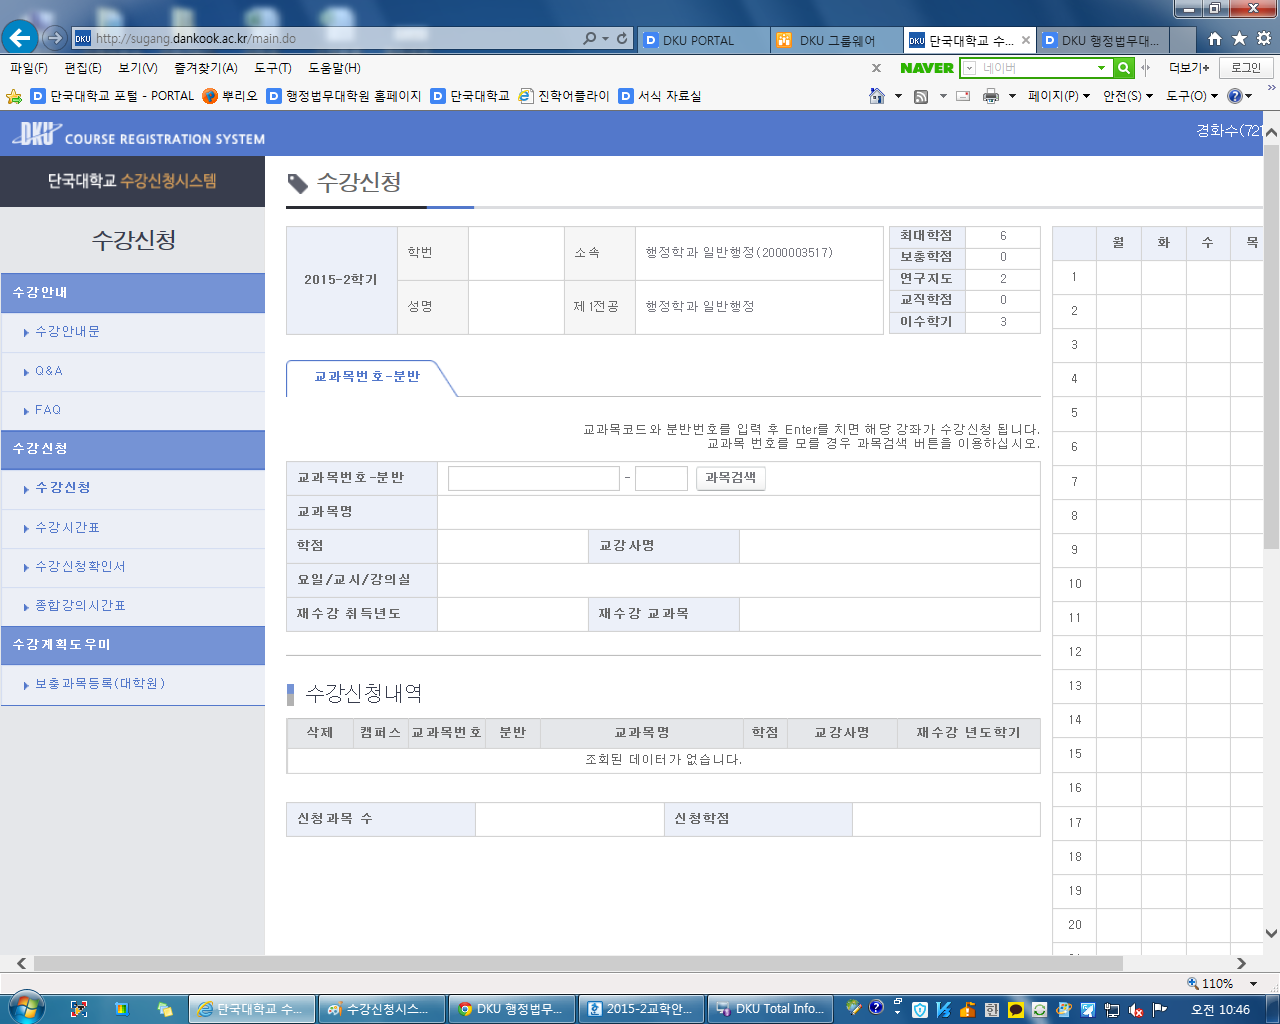 http://sugang.dankook.ac.kr/main.do
DKU PORTAL
DKU 그룹웨어
단국대학교 수...
DKU 행정법무대...
파일(F) 편집(E) 보기(V) 즐겨찾기(A) 도구(T) 도움말(H)
NAVER 네이버 더보기+ 로그인
단국대학교 포털 - PORTAL 뿌리오 행정법무대학원 홈페이지 단국대학교 진학어플라이 서식 자료실
페이지(P) 안전(S) 도구(O)
DKU COURSE REGISTRATION SYSTEM
경화수(721
단국대학교 수강신청시스템
수강신청
수강안내
수강안내문
Q&A
FAQ
수강신청
수강신청
수강시간표
수강신청확인서
종합강의시간표
수강계획도우미
보충과목등록(대학원)
수강신청
2015-2학기
학번 소속 행정학과 일반행정(2000003517)
성명 제1전공 행정학과 일반행정
최대학점 6
보충학점 0
연구지도 2
교직학점 0
이수학기 3
교과목번호-분반
교과목코드와 분반번호를 입력 후 Enter를 치면 해당 강좌가 수강신청 됩니다.
교과목 번호를 모를 경우 과목검색 버튼을 이용하십시오.
교과목번호-분반 - 과목검색
교과목명
학점 교강사명
요일/교시/강의실
재수강 취득년도 재수강 교과목
수강신청내역
삭제 캠퍼스 교과목번호 분반 교과목명 학점 교강사명 재수강 년도학기
조회된 데이터가 없습니다.
신청과목 수 신청학점
월 화 수 목
1
2
3
4
5
6
7
8
9
10
11
12
13
14
15
16
17
18
19
20
110%
단국대학교 수...
수강신청시스...
DKU 행정법무...
2015-2교학안...
DKU Total Info...
오전 10:46